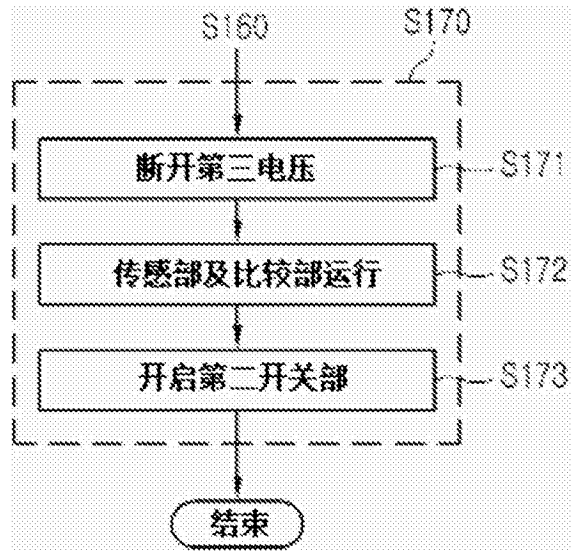 S160
S170
断开第三电压
S171
传感部及比较部运行
S172
开启第二开关部
S173
结束